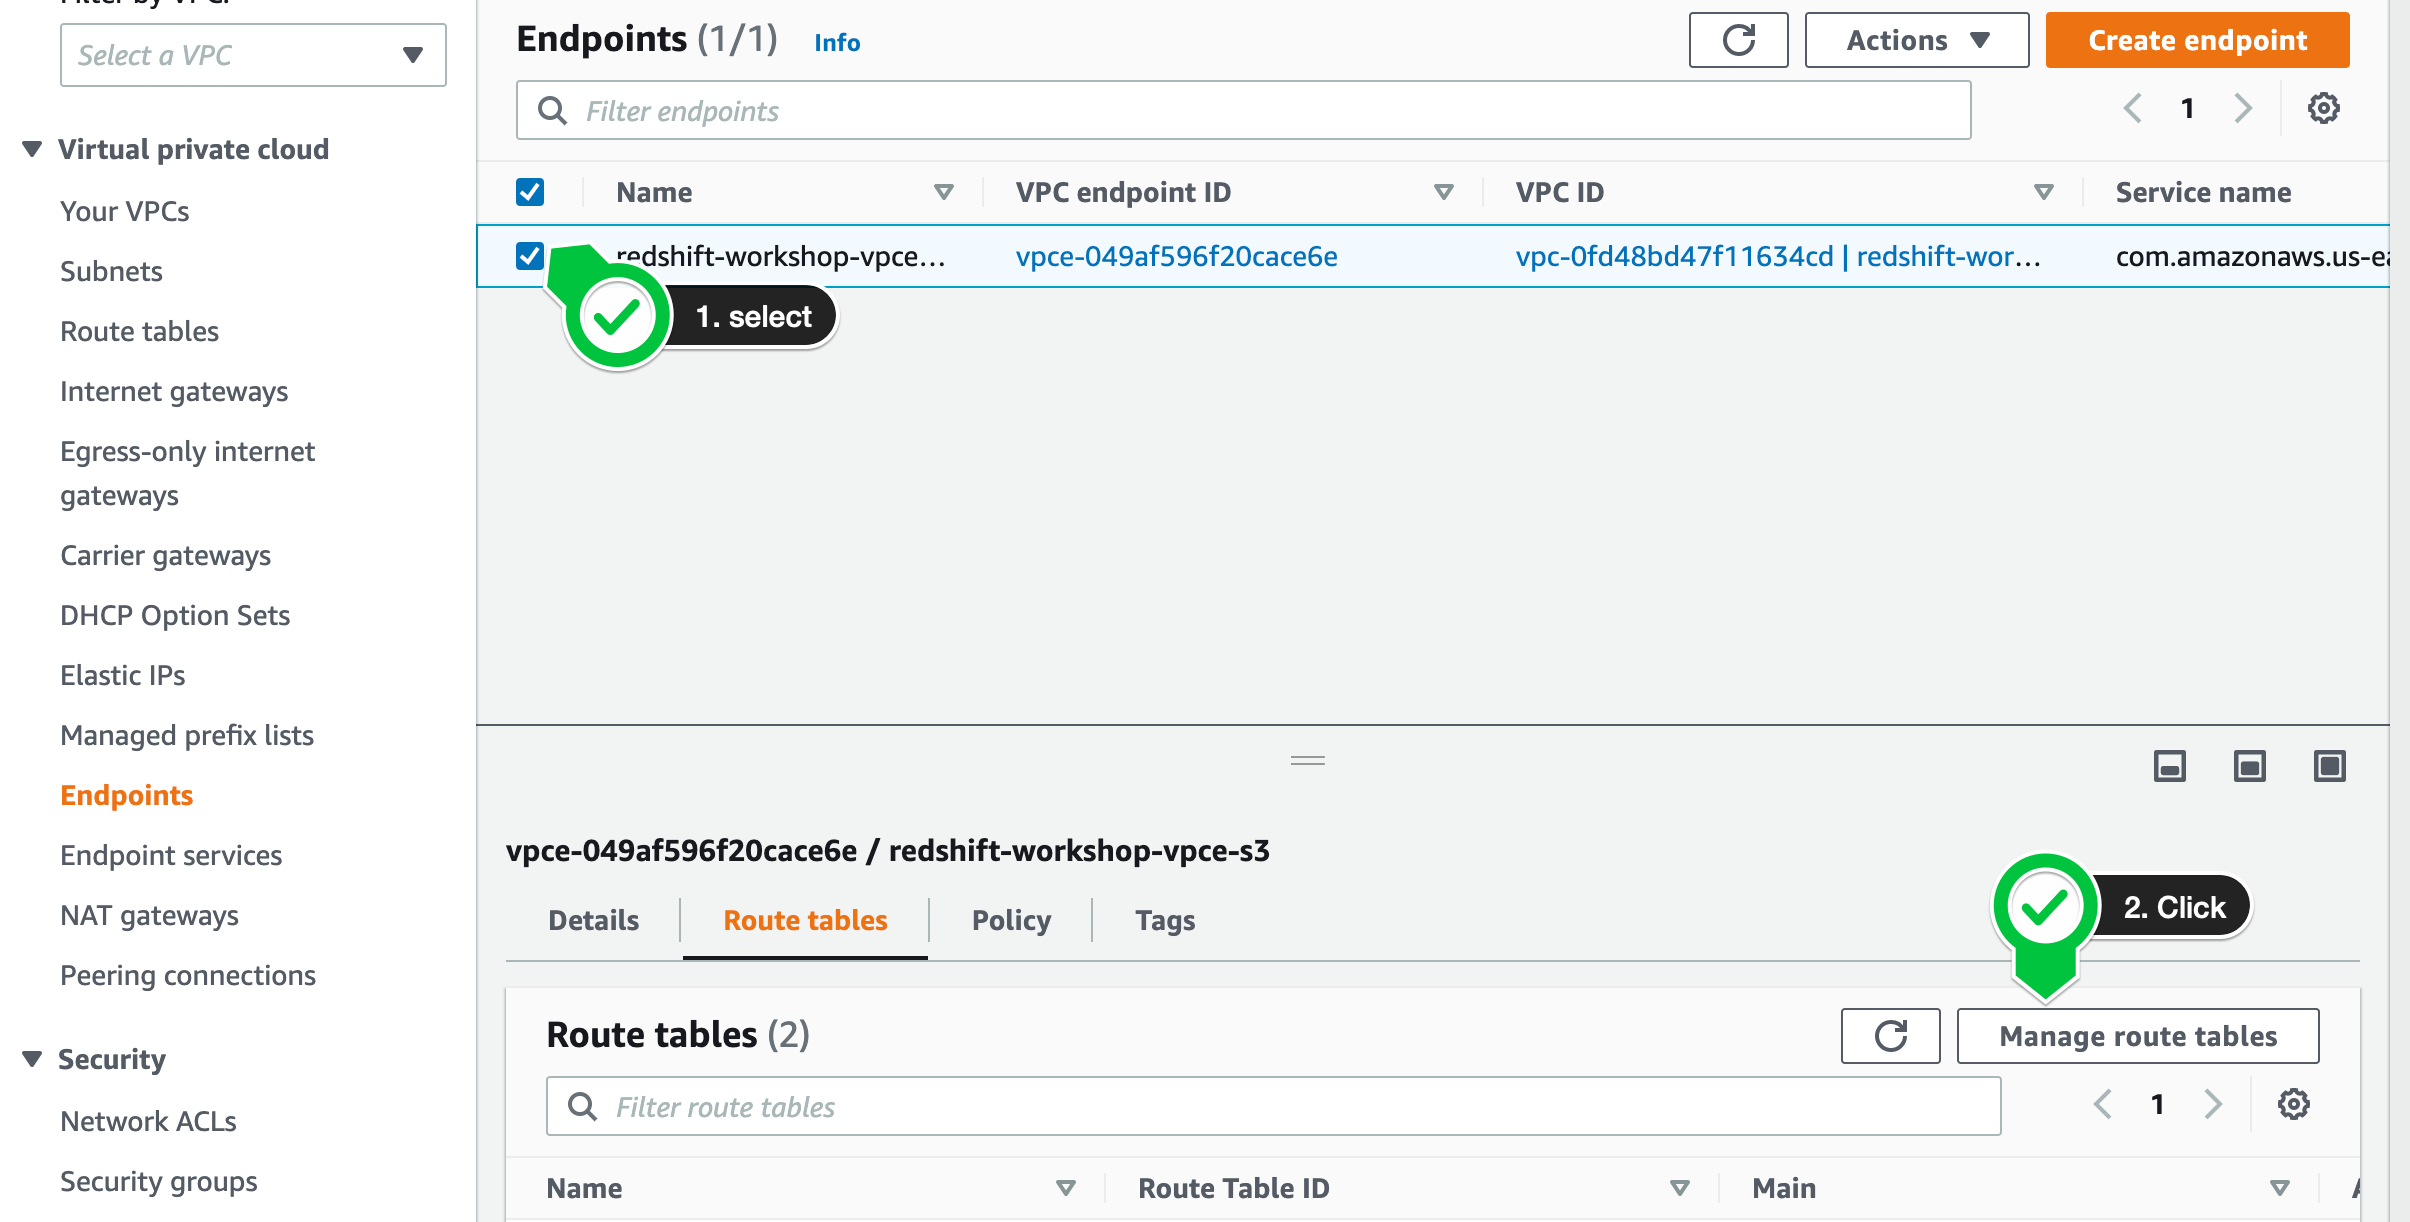 Select a VPC
Virtual private cloud
Your VPCs
Subnets
Route tables
Internet gateways
Egress-only internet
gateways
Carrier gateways
DHCP Option Sets
Elastic IPs
Managed prefix lists
Endpoints
Endpoint services
NAT gateways
Peering connections
Security
Network ACLs
Security groups
Endpoints (1/1) Info
Actions
Create endpoint
Filter endpoints
1
Name VPC endpoint ID VPC ID Service name
redshift-workshop-vpce... vpce-049af596f20cace6e vpc-0fd48bd47f11634cd | redshift-wor... com.amazonaws.us-ea
1. select
vpce-049af596f20cace6e / redshift-workshop-vpce-s3
2. Click
Details Route tables Policy Tags
Route tables (2)
Manage route tables
Filter route tables
1
Name Route Table ID Main